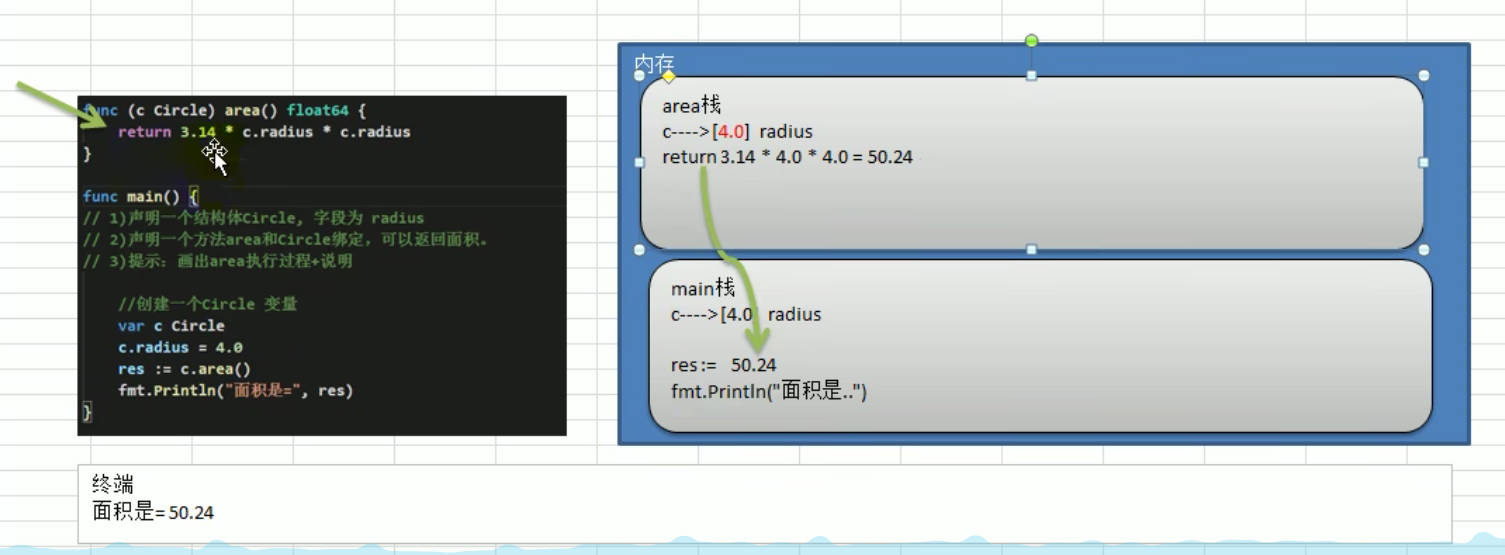 func (c Circle) area() float64 {
return 3.14 * c.radius * c.radius
}
func main() {
// 1)声明一个结构体Circle, 字段为 radius
// 2)声明一个方法area和Circle绑定，可以返回面积。
// 3)提示：画出area执行过程+说明
//创建一个Circle 变量
var c Circle
c.radius = 4.0
res := c.area()
fmt.Println("面积是=", res)
}
内存
area栈
c---->[4.0] radius
return 3.14 * 4.0 * 4.0 = 50.24
main栈
c---->[4.0] radius
res:= 50.24
fmt.Println("面积是..")
终端
面积是= 50.24